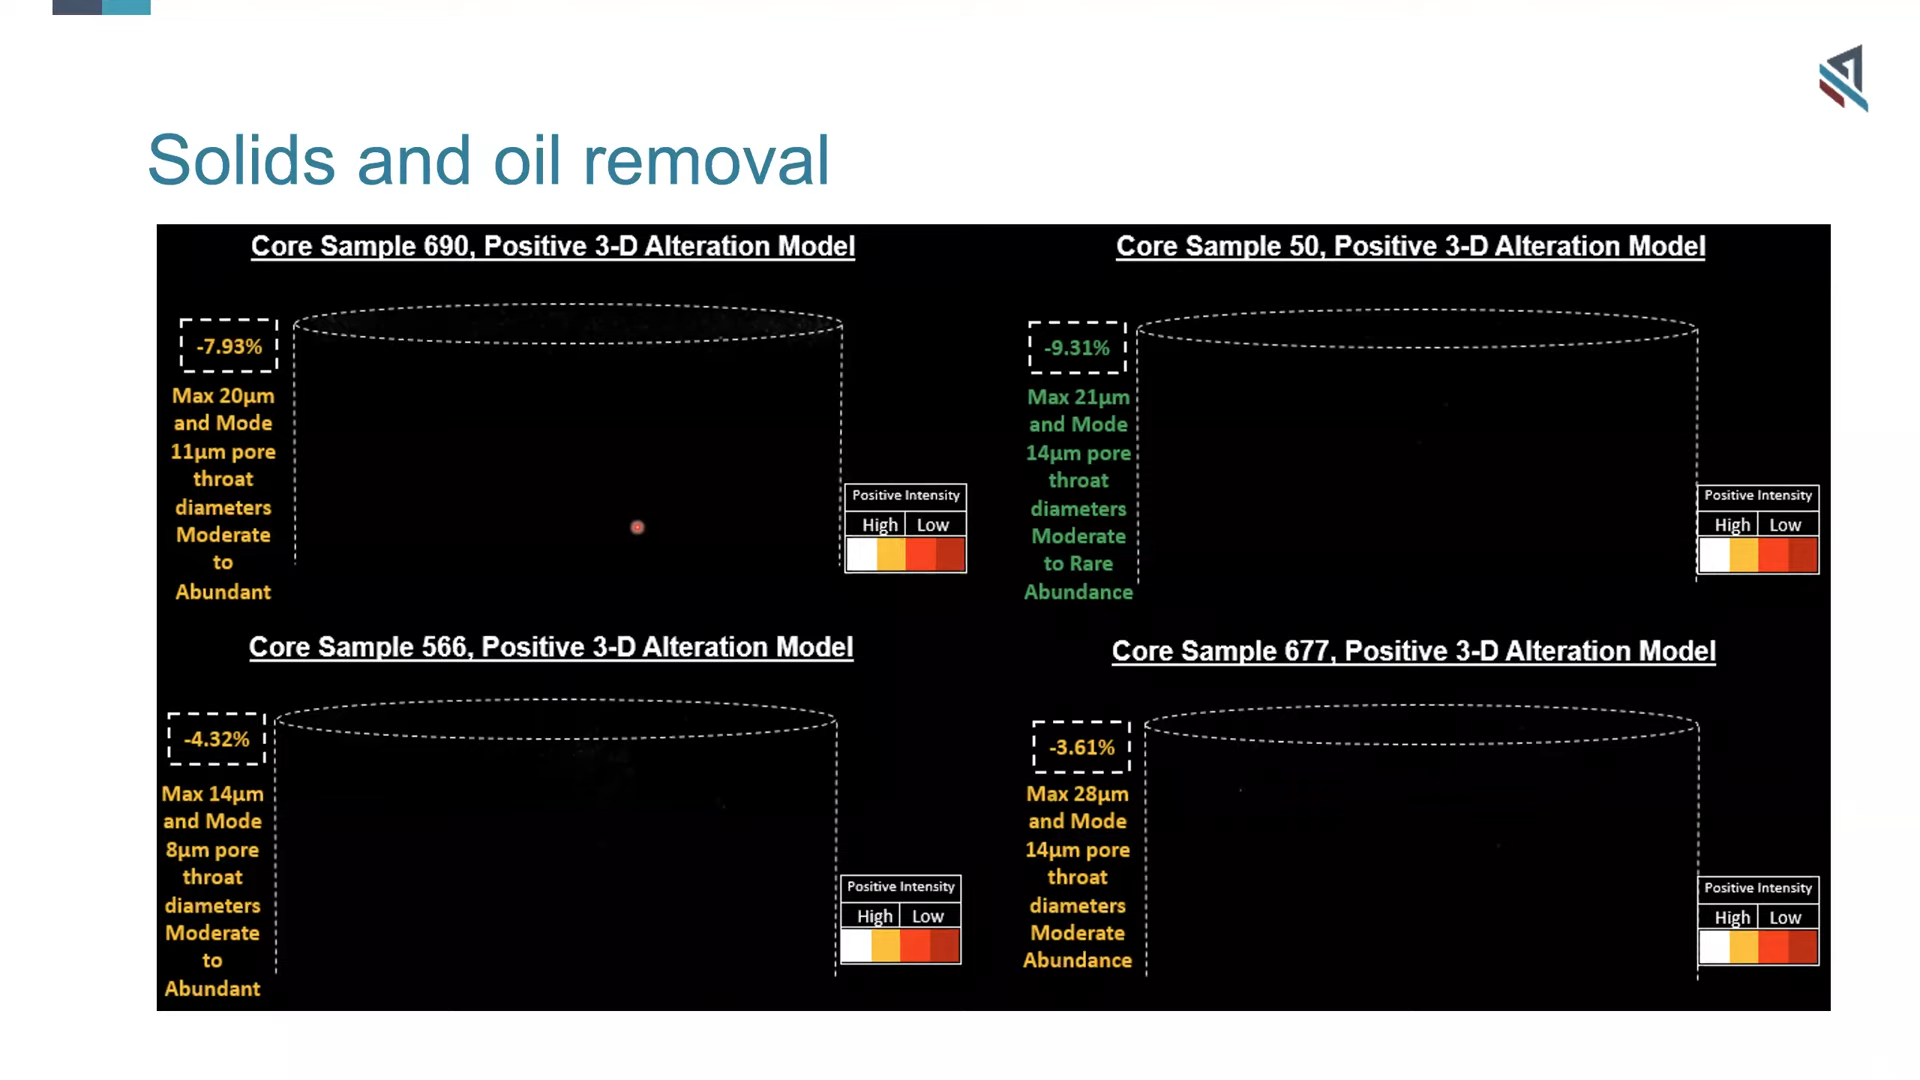 Solids and oil removal
Core Sample 690, Positive 3-D Alteration Model
-7.93%
Max 20µm
and Mode
11µm pore
throat
diameters
Moderate
to
Abundant
Positive Intensity
High Low
Core Sample 50, Positive 3-D Alteration Model
-9.31%
Max 21µm
and Mode
14µm pore
throat
diameters
Moderate
to Rare
Abundance
Positive Intensity
High Low
Core Sample 566, Positive 3-D Alteration Model
-4.32%
Max 14µm
and Mode
8µm pore
throat
diameters
Moderate
to
Abundant
Positive Intensity
High Low
Core Sample 677, Positive 3-D Alteration Model
-3.61%
Max 28µm
and Mode
14µm pore
throat
diameters
Moderate
Abundance
Positive Intensity
High Low